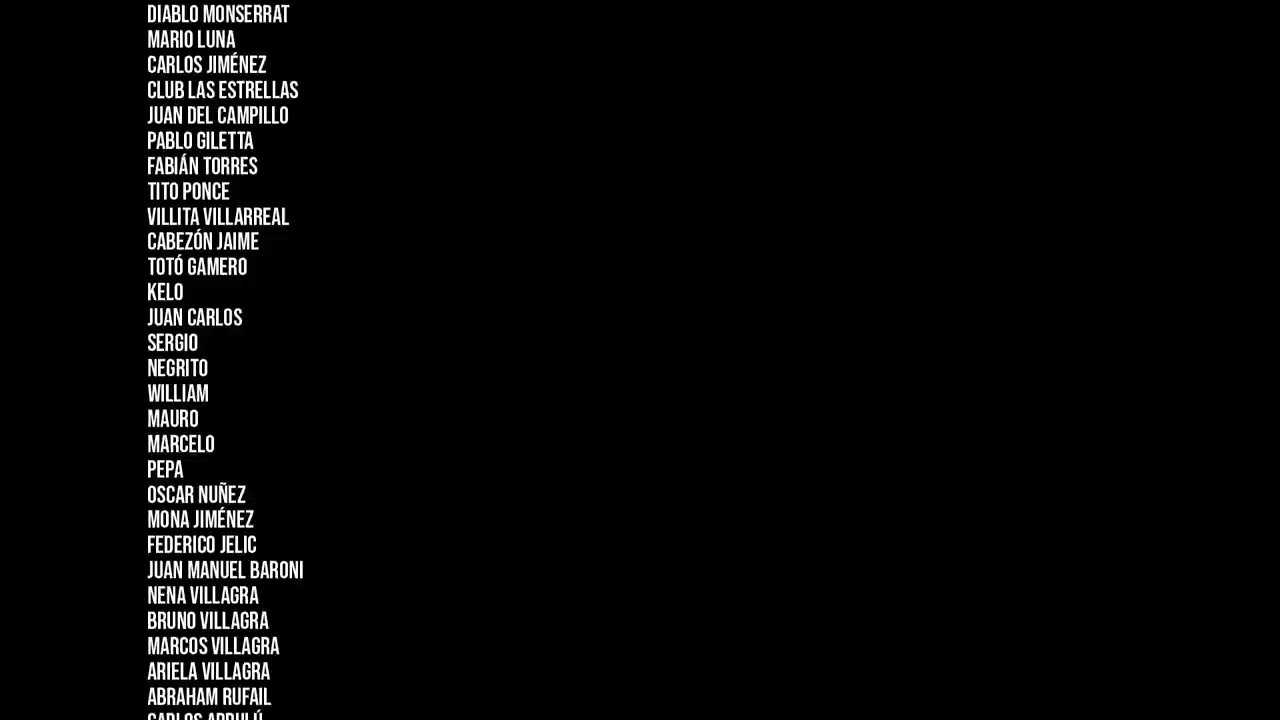 DIABLO MONSERRAT
MARIO LUNA
CARLOS JIMÉNEZ
CLUB LAS ESTRELLAS
JUAN DEL CAMPILLO
PABLO GILETTA
FABIÁN TORRES
TITO PONCE
VILLITA VILLARREAL
CABEZÓN JAIME
TOTÓ GAMERO
KELO
JUAN CARLOS
SERGIO
NEGRITO
WILLIAM
MAURO
MARCELO
PEPA
OSCAR NUÑEZ
MONA JIMÉNEZ
FEDERICO JELIC
JUAN MANUEL BARONI
NENA VILLAGRA
BRUNO VILLAGRA
MARCOS VILLAGRA
ARIELA VILLAGRA
ABRAHAM RUFAIL
CARLOS